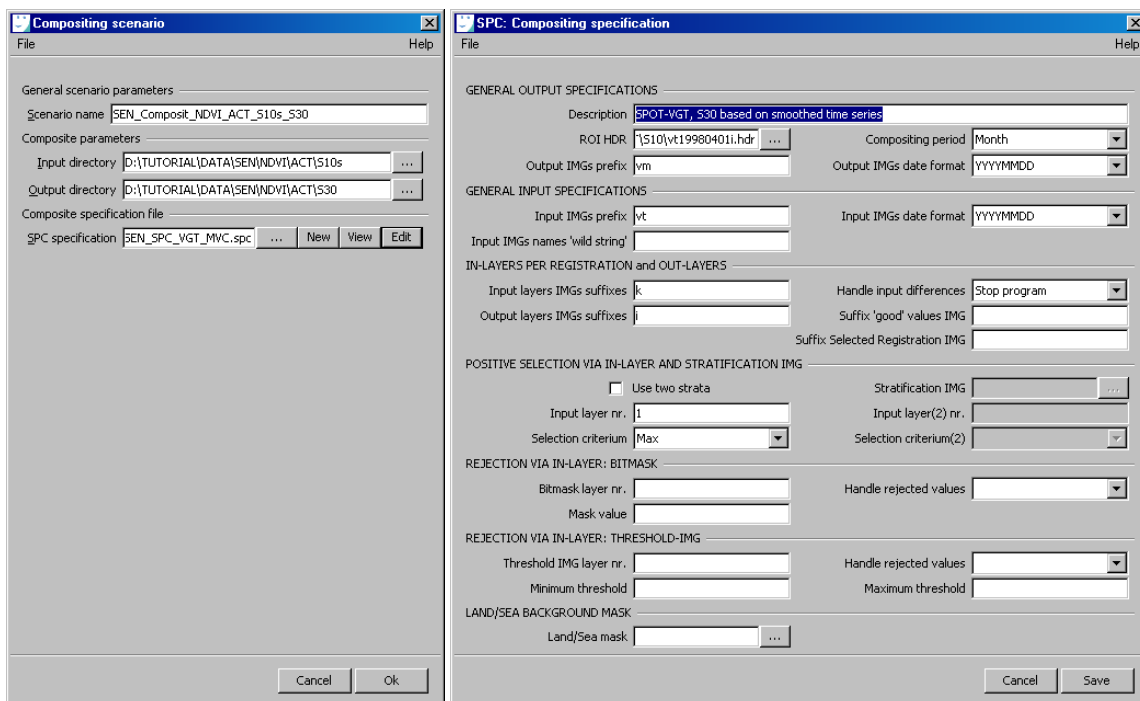 Compositing scenario
File Help
General scenario parameters
Scenario name SEN_Composit_NDVI_ACT_S10s_S30
Composite parameters
Input directory D:\TUTORIAL\DATA\SEN\NDVI\ACT\S10s ...
Output directory D:\TUTORIAL\DATA\SEN\NDVI\ACT\S30 ...
Composite specification file
SPC specification SEN_SPC_VGT_MVC.spc ... New View Edit
Cancel Ok
SPC: Compositing specification
File Help
GENERAL OUTPUT SPECIFICATIONS
Description SPOT-VGT, S30 based on smoothed time series
ROI HDR \S10\vt19980401i.hdr ... Compositing period Month
Output IMGs prefix vm Output IMGs date format YYYYMMDD
GENERAL INPUT SPECIFICATIONS
Input IMGs prefix vt Input IMGs date format YYYYMMDD
Input IMGs names 'wild string'
IN-LAYERS PER REGISTRATION and OUT-LAYERS
Input layers IMGs suffixes k Handle input differences Stop program
Output layers IMGs suffixes i Suffix 'good' values IMG
Suffix Selected Registration IMG
POSITIVE SELECTION VIA IN-LAYER AND STRATIFICATION IMG
Use two strata Stratification IMG ...
Input layer nr. 1 Input layer(2) nr.
Selection criterium Max Selection criterium(2)
REJECTION VIA IN-LAYER: BITMASK
Bitmask layer nr. Handle rejected values
Mask value
REJECTION VIA IN-LAYER: THRESHOLD-IMG
Threshold IMG layer nr. Handle rejected values
Minimum threshold Maximum threshold
LAND/SEA BACKGROUND MASK
Land/Sea mask ...
Cancel Save